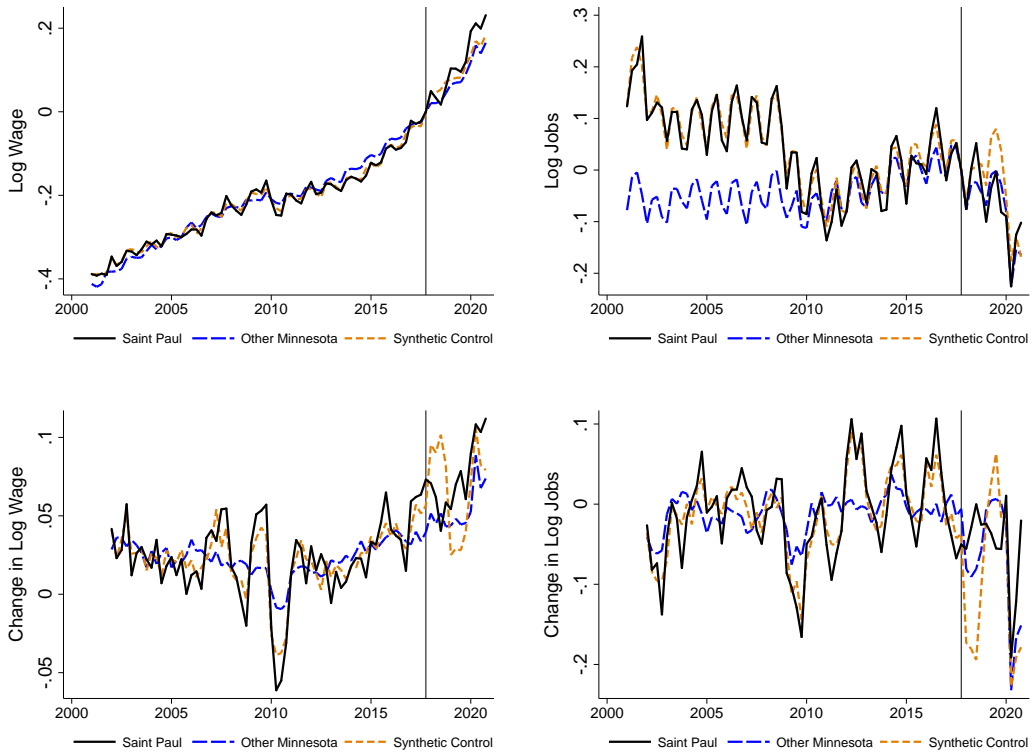 Log Wage
.2
0
-.2
-.4
2000 2005 2010 2015 2020
Saint Paul Other Minnesota Synthetic Control
Log Jobs
.3
.2
.1
0
-.1
-.2
2000 2005 2010 2015 2020
Saint Paul Other Minnesota Synthetic Control
Change in Log Wage
.1
.05
0
-.05
2000 2005 2010 2015 2020
Saint Paul Other Minnesota Synthetic Control
Change in Log Jobs
.1
0
-.1
-.2
2000 2005 2010 2015 2020
Saint Paul Other Minnesota Synthetic Control